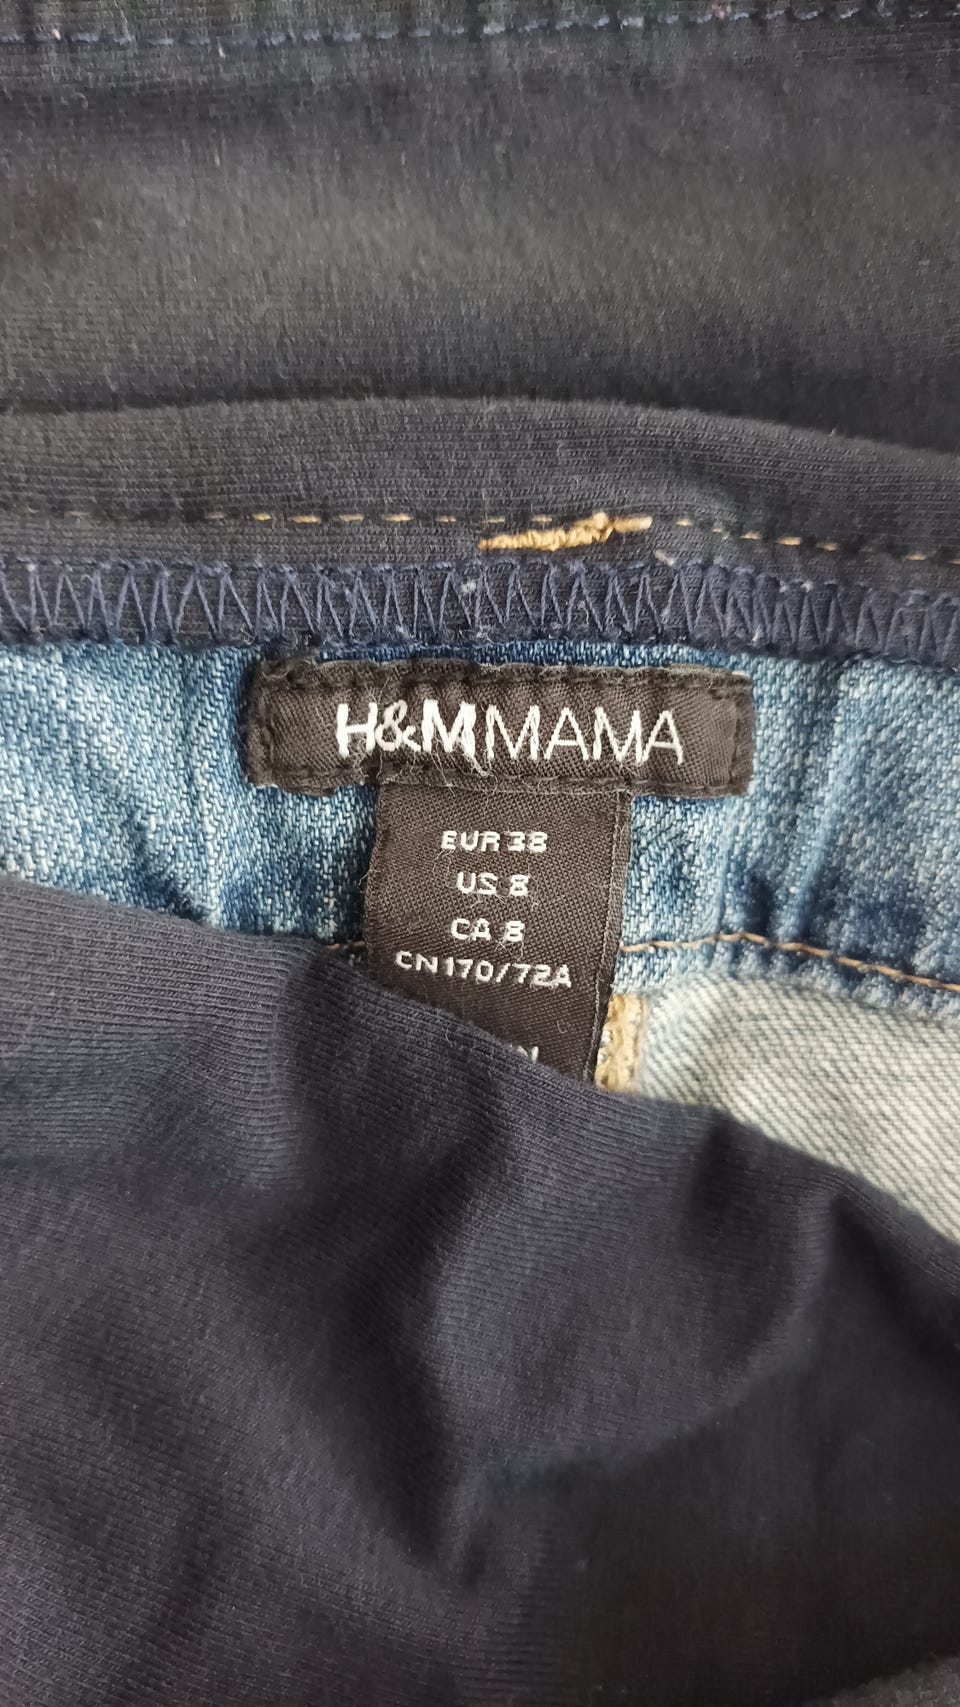 H&M MAMA
EUR 38
US 8
CA 8
CN 170/72A